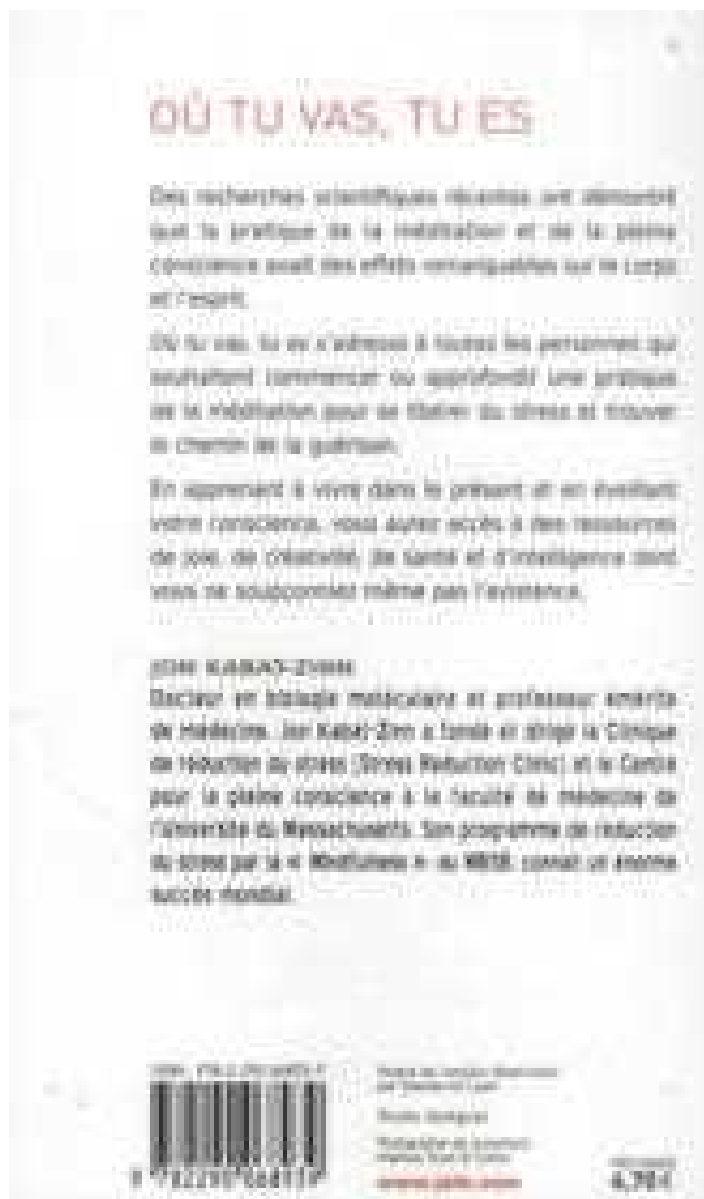 OÙ TU VAS, TU ES
Des recherches scientifiques récentes ont démontré
que la pratique de la méditation et de la pleine
conscience avait des effets remarquables sur le corps
et l'esprit.
Où tu vas, tu es s'adresse à toutes les personnes qui
souhaitent commencer ou approfondir une pratique
de la méditation pour se libérer du stress et trouver
le chemin de la guérison.
En apprenant à vivre dans le présent et en éveillant
votre conscience, vous aurez accès à des ressources
de joie, de créativité, de santé et d'intelligence dont
vous ne soupçonniez même pas l'existence.
JON KABAT-ZINN
Docteur en biologie moléculaire et professeur émérite
de médecine, Jon Kabat-Zinn a fondé et dirigé la Clinique
de réduction du stress (Stress Reduction Clinic) et le Centre
pour la pleine conscience à la faculté de médecine de
l'université du Massachusetts. Son programme de réduction
du stress par la « Mindfulness » ou MBSR, connaît un énorme
succès mondial.
ISBN
Texte intégral
6,70 €